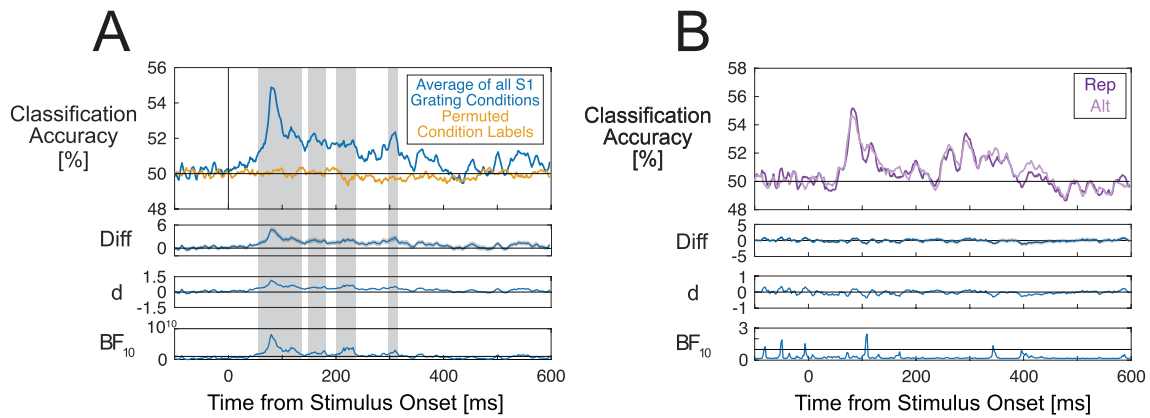 A
Classification
Accuracy
[%]
56
54
52
50
48
Average of all S1
Grating Conditions
Permuted
Condition Labels
Diff
6
0
d
1.5
0
-1.5
BF10
10^10
0
0
200
400
600
Time from Stimulus Onset [ms]
B
Classification
Accuracy
[%]
58
56
54
52
50
48
Rep
Alt
Diff
5
0
-5
d
1
0
-1
BF10
3
0
0
200
400
600
Time from Stimulus Onset [ms]